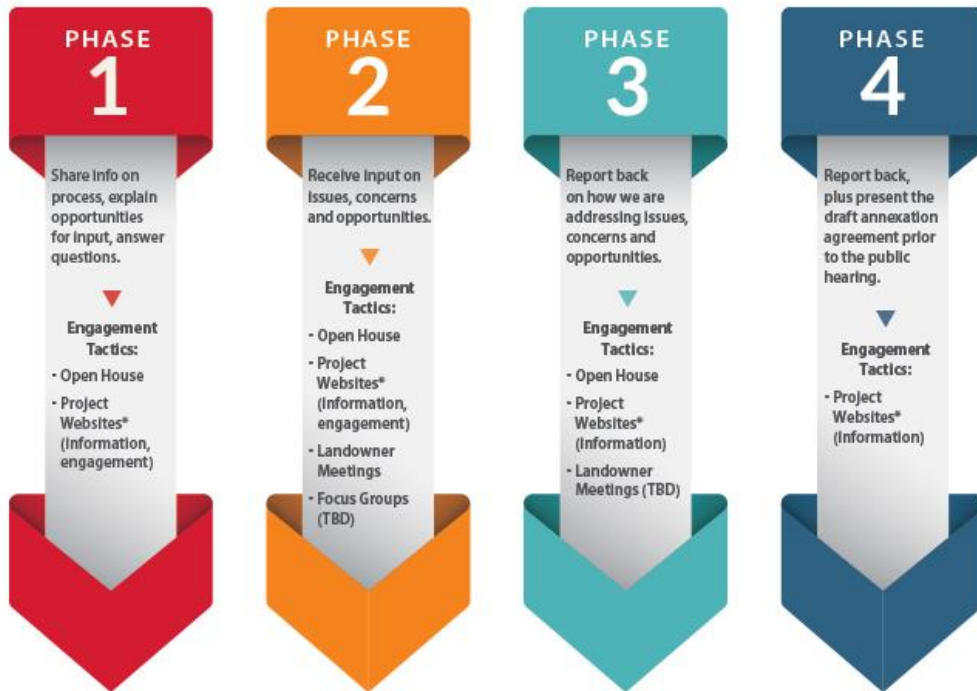 PHASE
1
Share info on
process, explain
opportunities
for input, answer
questions.
Engagement
Tactics:
- Open House
- Project
Websites*
(information,
engagement)
PHASE
2
Receive input on
issues, concerns
and opportunities.
Engagement
Tactics:
- Open House
- Project
Websites*
(information,
engagement)
- Landowner
Meetings
- Focus Groups
(TBD)
PHASE
3
Report back
on how we are
addressing issues,
concerns and
opportunities.
Engagement
Tactics:
- Open House
- Project
Websites*
(information)
- Landowner
Meetings (TBD)
PHASE
4
Report back,
plus present the
draft annexation
agreement prior
to the public
hearing.
Engagement
Tactics:
- Project
Websites*
(information)